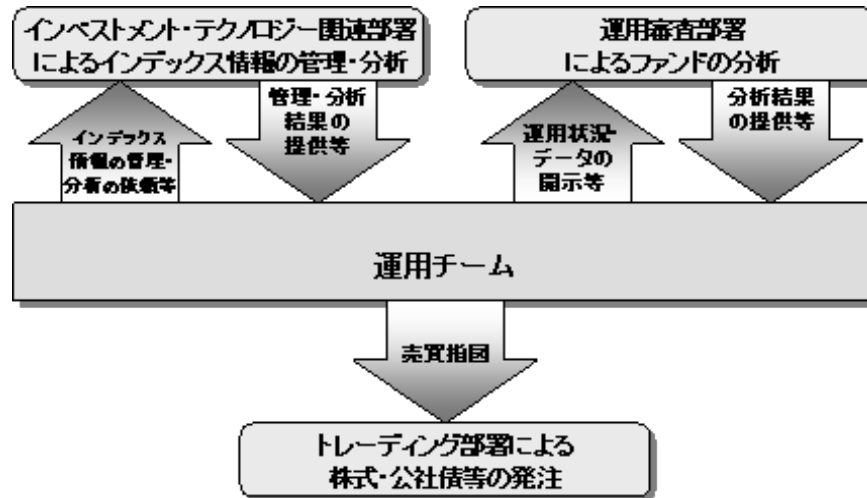 インベストメント・テクノロジー関連部署
によるインデックス情報の管理・分析
運用審査部署
によるファンドの分析
インデックス
情報の管理・
分析の依頼等
管理・分析
結果の
提供等
運用状況・
データの
開示等
分析結果
の提供等
運用チーム
売買指図
トレーディング部署による
株式・公社債等の発注